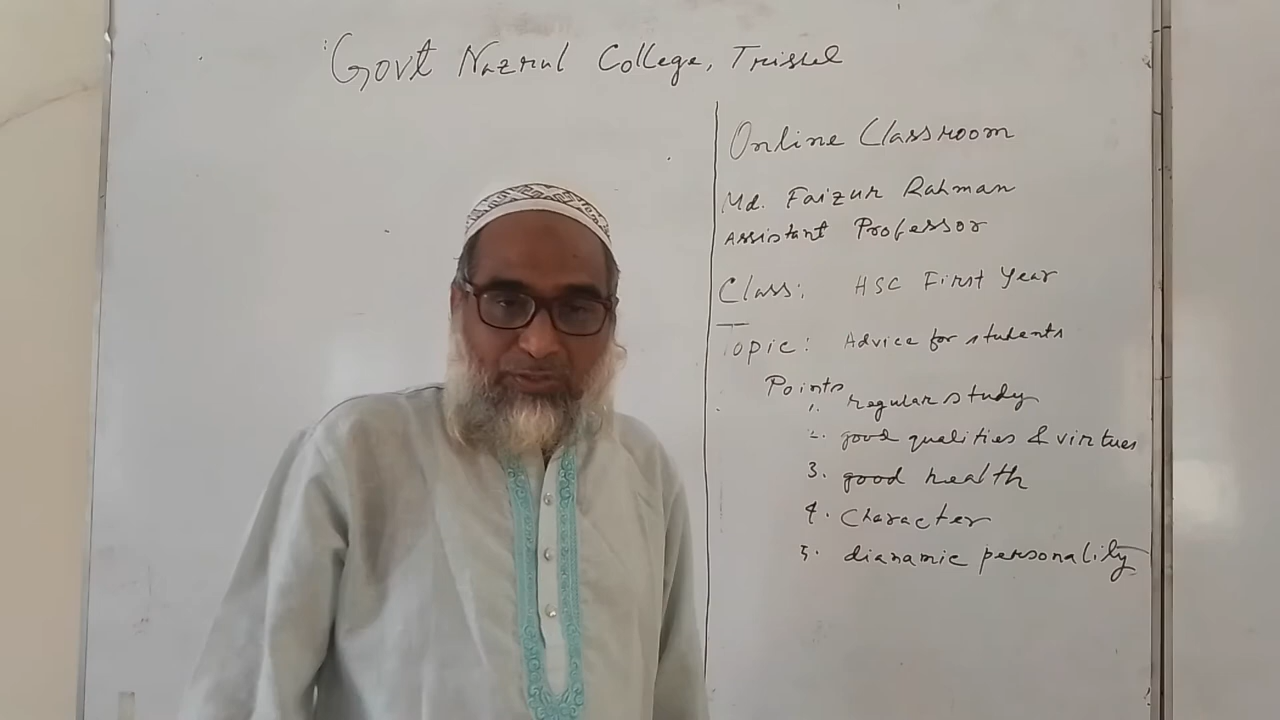 Govt Nazrul College, Trishal
Online Classroom
Md. Faizur Rahman
Assistant Professor
Class: HSC First Year
Topic: Advice for students
Points
1. regular study
2. good qualities & virtues
3. good health
4. Character
5. dianamic personality